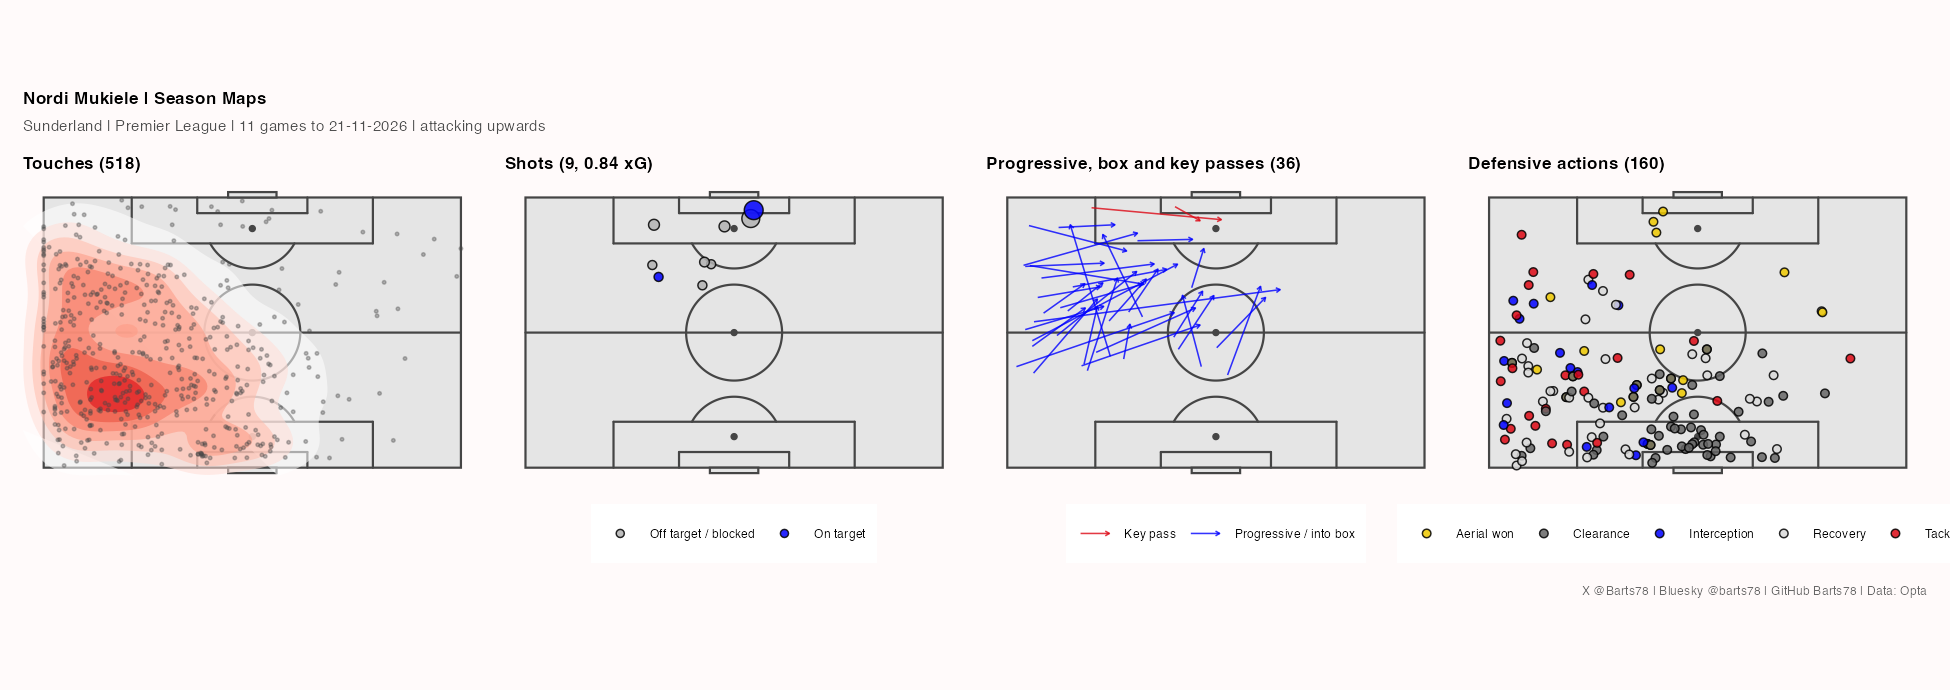 Nordi Mukiele | Season Maps
Sunderland | Premier League | 11 games to 21-11-2026 | attacking upwards
Touches (518)
Shots (9, 0.84 xG)
Progressive, box and key passes (36)
Defensive actions (160)
Off target / blocked
On target
Key pass
Progressive / into box
Aerial won
Clearance
Interception
Recovery
Tack
X @Barts78 | Bluesky @barts78 | GitHub Barts78 | Data: Opta